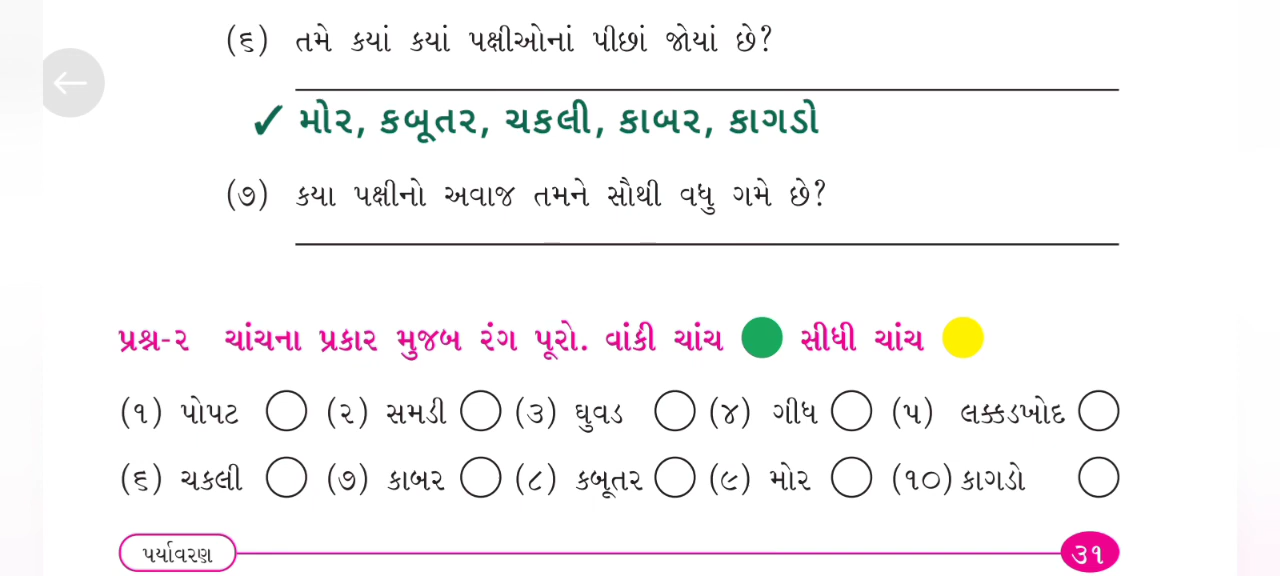 (૬) તમે કયાં કયાં પક્ષીઓનાં પીછાં જોયાં છે?
✓ મોર, કબૂતર, ચકલી, કાબર, કાગડો
(૭) કયા પક્ષીનો અવાજ તમને સૌથી વધુ ગમે છે?
પ્રશ્ન-૨ ચાંચના પ્રકાર મુજબ રંગ પૂરો. વાંકી ચાંચ સીધી ચાંચ
(૧) પોપટ (૨) સમડી (૩) ઘુવડ (૪) ગીધ (૫) લક્કડખોદ
(૬) ચકલી (૭) કાબર (૮) કબૂતર (૯) મોર (૧૦) કાગડો
પર્યાવરણ ૩૧